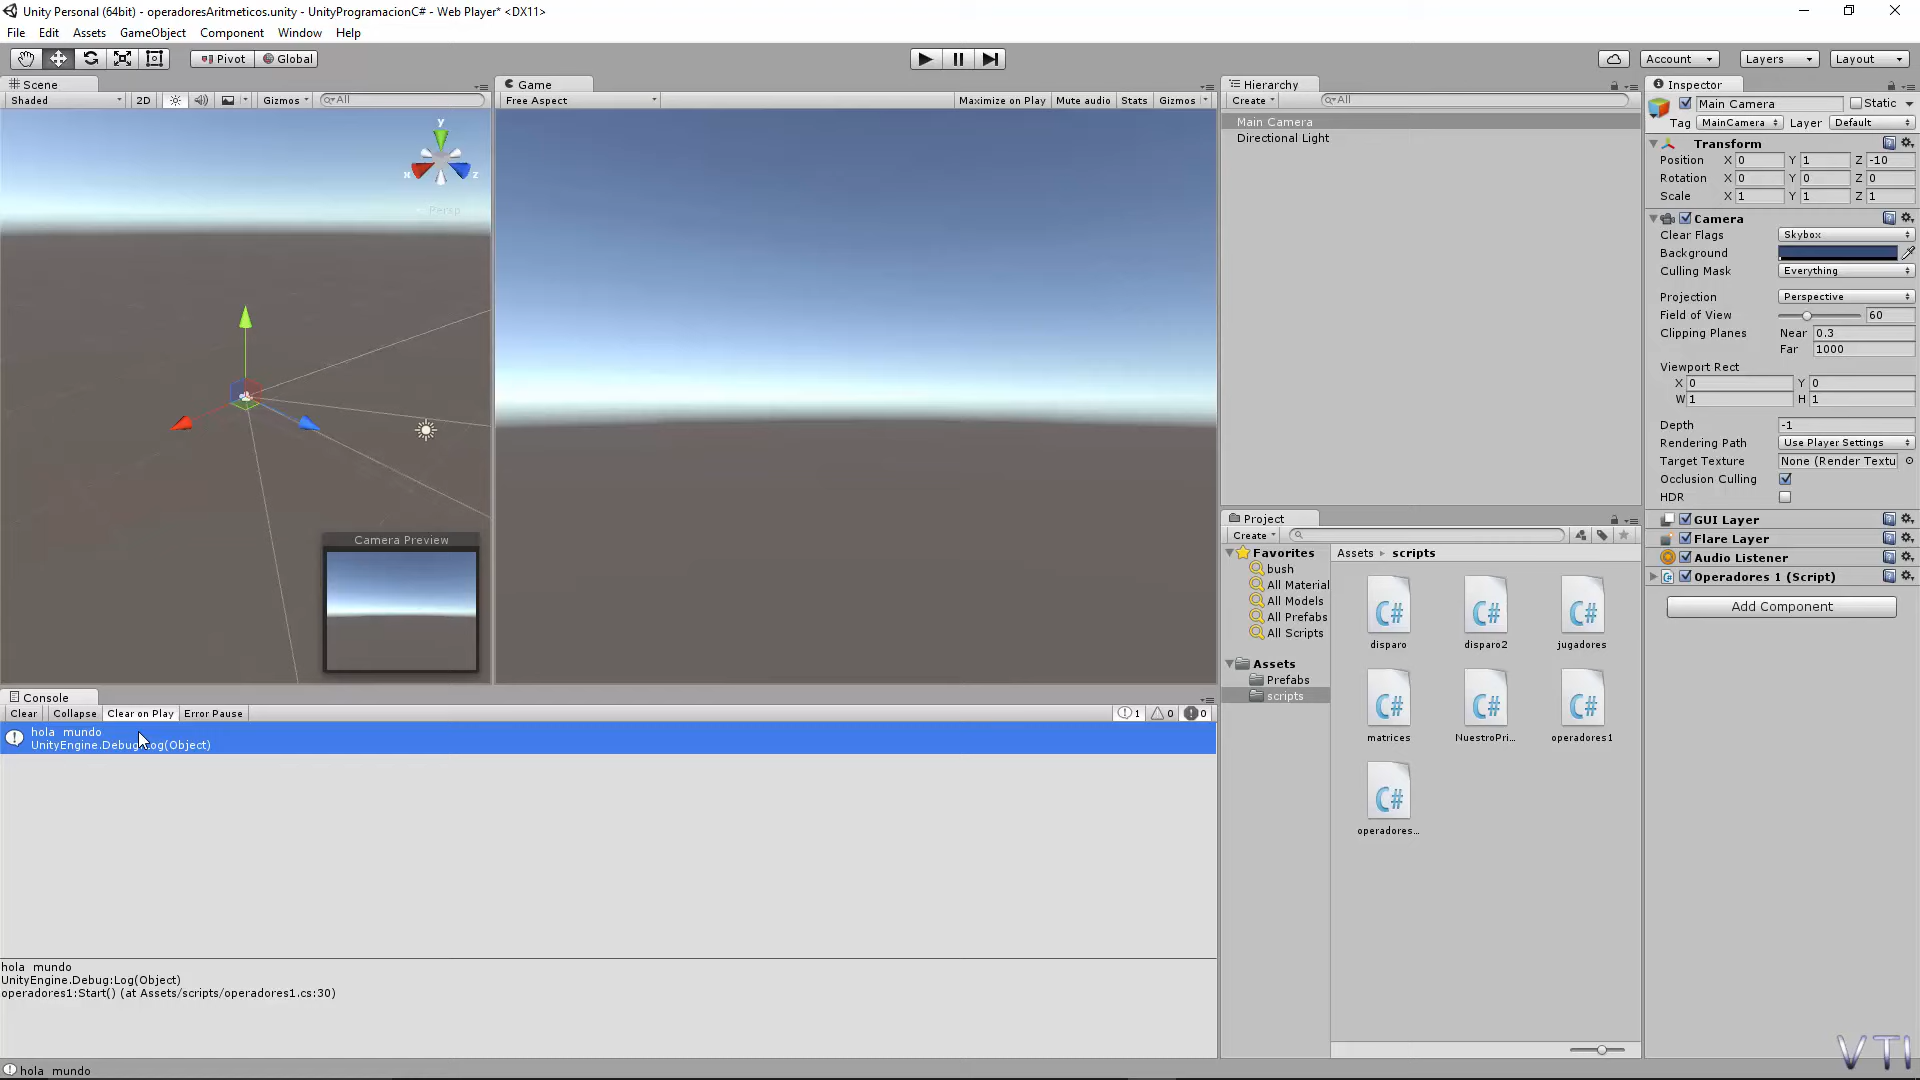 Unity Personal (64bit) - operadoresAritmeticos.unity - UnityProgramacionC# - Web Player* <DX11>
File Edit Assets GameObject Component Window Help
Pivot Global Account Layers Layout
Scene
Shaded 2D Gizmos All
y
x z
Persp
Camera Preview
Game
Free Aspect Maximize on Play Mute audio Stats Gizmos
Hierarchy
Create All
Main Camera
Directional Light
Project
Create
Favorites
bush
All Material
All Models
All Prefabs
All Scripts
Assets
Prefabs
scripts
Assets scripts
C# C# C#
disparo disparo2 jugadores
C# C# C#
matrices NuestroPri... operadores1
C#
operadores...
Inspector
Main Camera Static
Tag MainCamera Layer Default
Transform
Position X 0 Y 1 Z -10
Rotation X 0 Y 0 Z 0
Scale X 1 Y 1 Z 1
Camera
Clear Flags Skybox
Background
Culling Mask Everything
Projection Perspective
Field of View 60
Clipping Planes Near 0.3
Far 1000
Viewport Rect
X 0 Y 0
W 1 H 1
Depth -1
Rendering Path Use Player Settings
Target Texture None (Render Textu
Occlusion Culling
HDR
GUI Layer
Flare Layer
Audio Listener
Operadores 1 (Script)
Add Component
Console
Clear Collapse Clear on Play Error Pause 1 0 0
hola mundo
UnityEngine.Debug:Log(Object)
hola mundo
UnityEngine.Debug:Log(Object)
operadores1:Start() (at Assets/scripts/operadores1.cs:30)
hola mundo
VTI